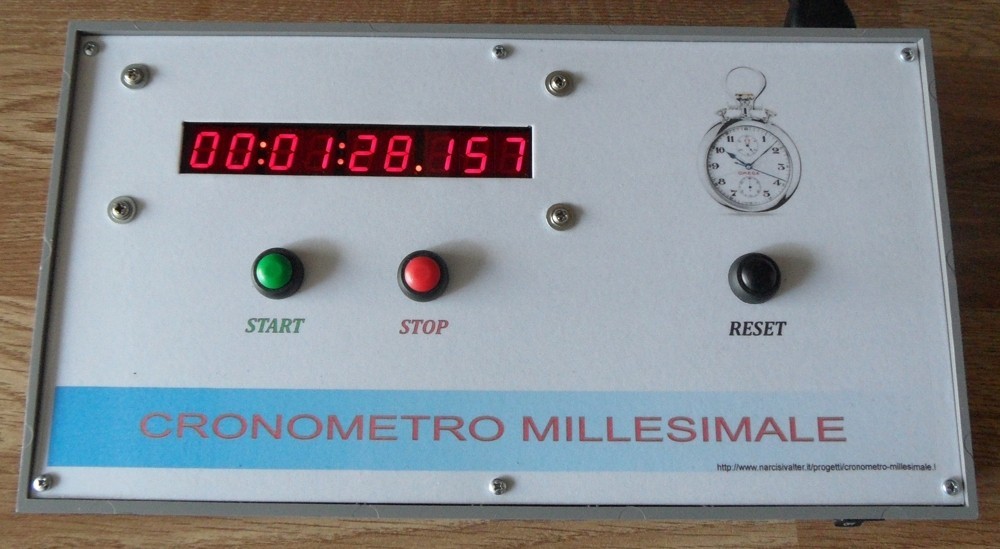 00:01:28.157
START STOP RESET
CRONOMETRO MILLESIMALE
http://www.narcisivalter.it/progetti/cronometro-millesimale.